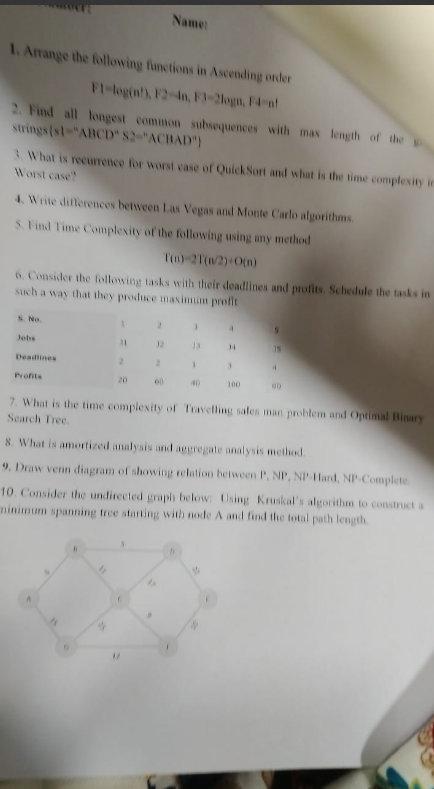 Name:
1. Arrange the following functions in Ascending order
F1=log(n!), F2=4n, F3=2logn, F4=n!
2. Find all longest common subsequences with max length of the
strings{s1="ABCD" S2="ACBAD"}
3. What is recurrence for worst case of QuickSort and what is the time complexity in
Worst case?
4. Write differences between Las Vegas and Monte Carlo algorithms.
5. Find Time Complexity of the following using any method
T(n)=2T(n/2)+O(n)
6. Consider the following tasks with their deadlines and profits. Schedule the tasks in
such a way that they produce maximum profit
S. No. 1 2 3 4 5
Jobs J1 J2 J3 J4 J5
Deadlines 2 2 1 3 4
Profits 20 60 40 100 80
7. What is the time complexity of Travelling sales man problem and Optimal Binary
Search Tree.
8. What is amortized analysis and aggregate analysis method.
9. Draw venn diagram of showing relation between P, NP, NP-Hard, NP-Complete.
10. Consider the undirected graph below: Using Kruskal's algorithm to construct a
minimum spanning tree starting with node A and find the total path length.
B
A
C
F